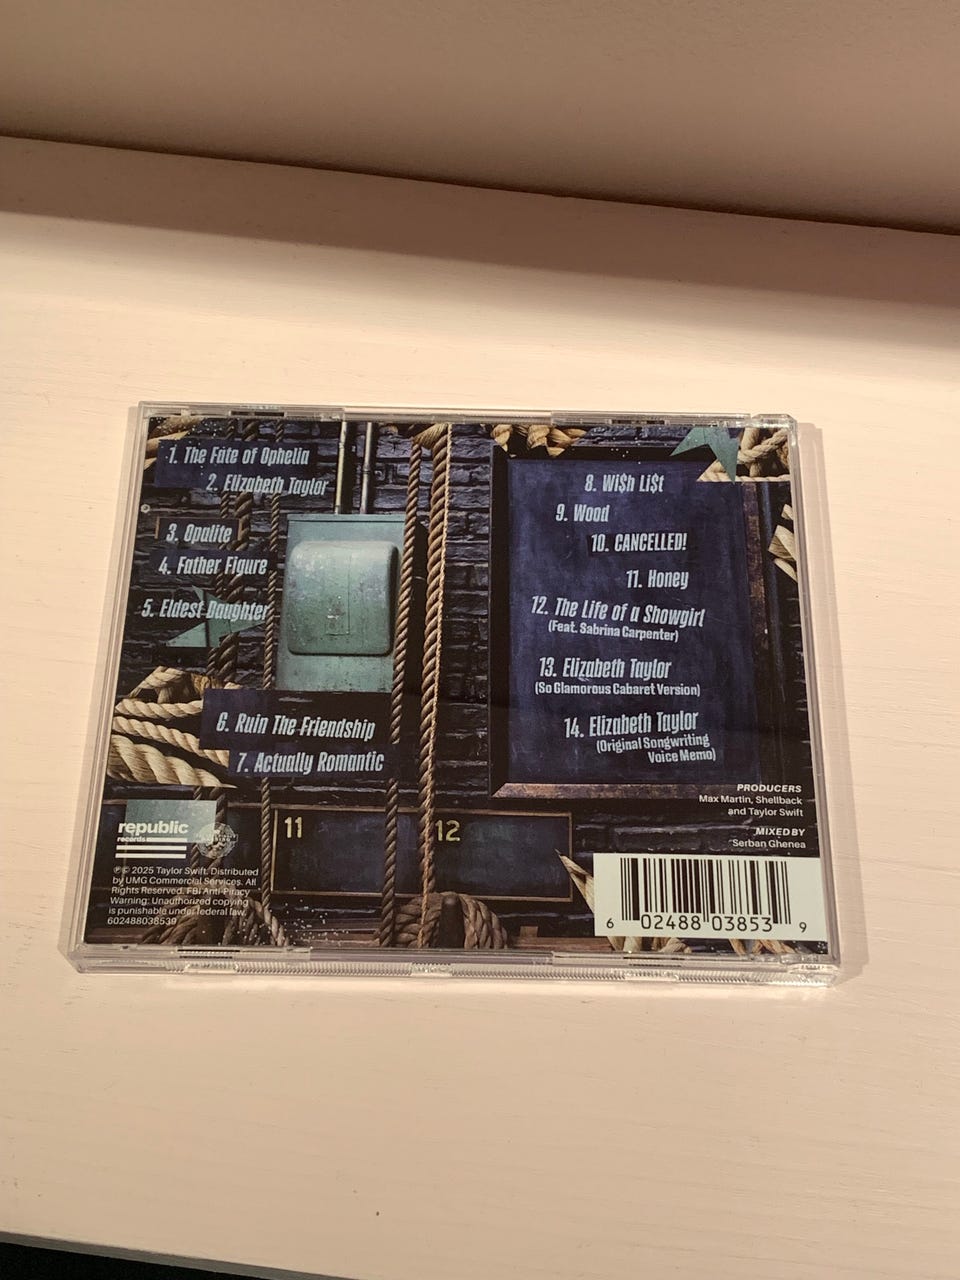 1. The Fate of Ophelia
2. Elizabeth Taylor
3. Opalite
4. Father Figure
5. Eldest Daughter
6. Ruin The Friendship
7. Actually Romantic
8. Wi$h Li$t
9. Wood
10. CANCELLED!
11. Honey
12. The Life of a Showgirl
(Feat. Sabrina Carpenter)
13. Elizabeth Taylor
(So Glamorous Cabaret Version)
14. Elizabeth Taylor
(Original Songwriting
Voice Memo)
11
12
PRODUCERS
Max Martin, Shellback
and Taylor Swift
MIXED BY
Serban Ghenea
republic
records
℗© 2025 Taylor Swift. Distributed
by UMG Commercial Services. All
Rights Reserved. FBI Anti-Piracy
Warning: Unauthorized copying
is punishable under federal law.
602488038539
6 02488 03853 9